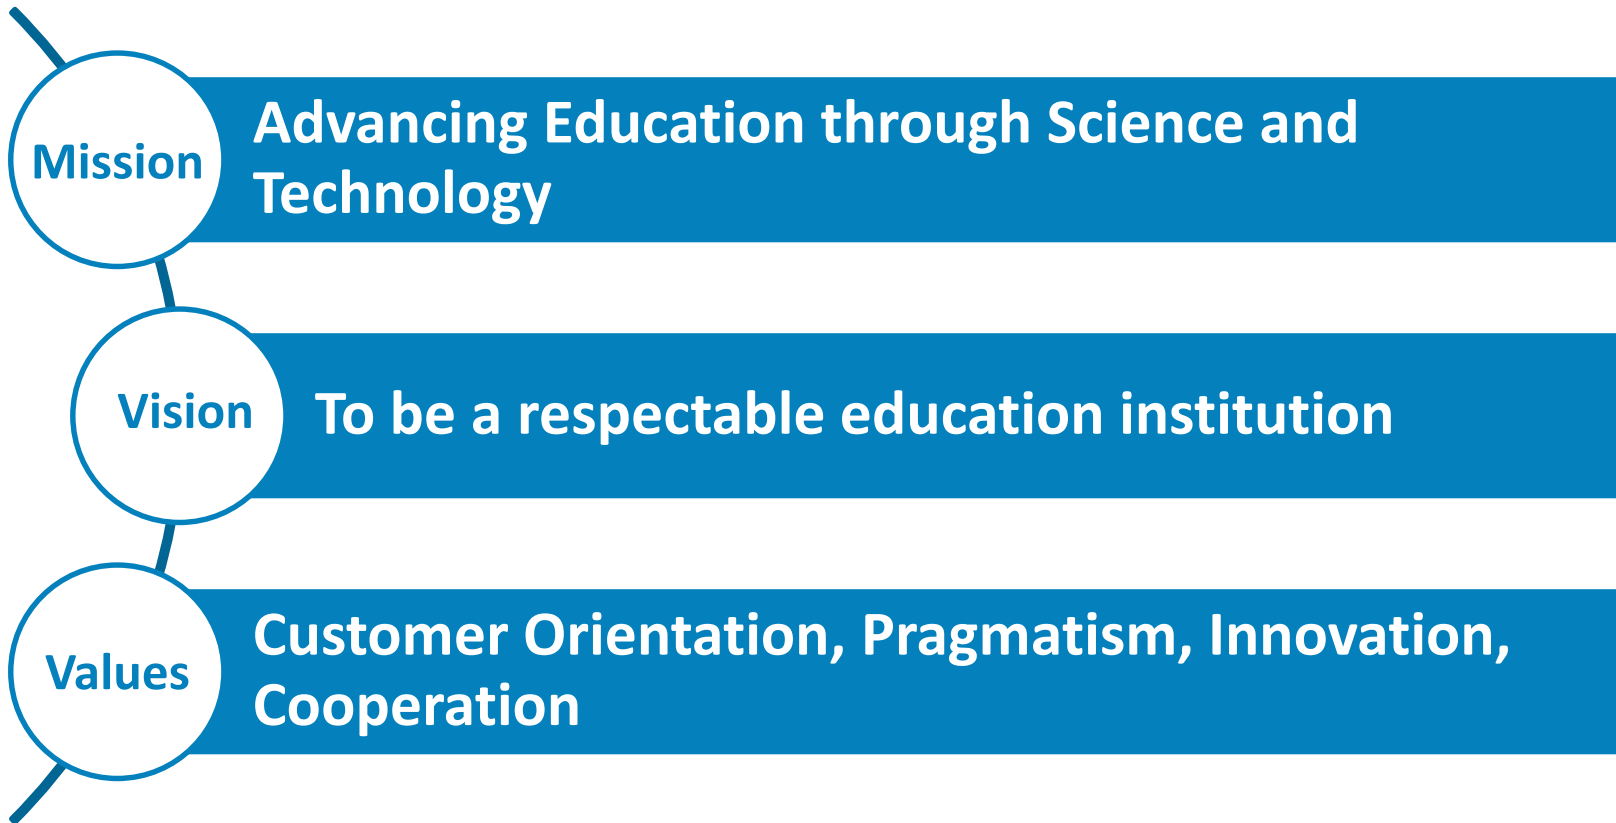 Mission
Advancing Education through Science and
Technology
Vision
To be a respectable education institution
Values
Customer Orientation, Pragmatism, Innovation,
Cooperation